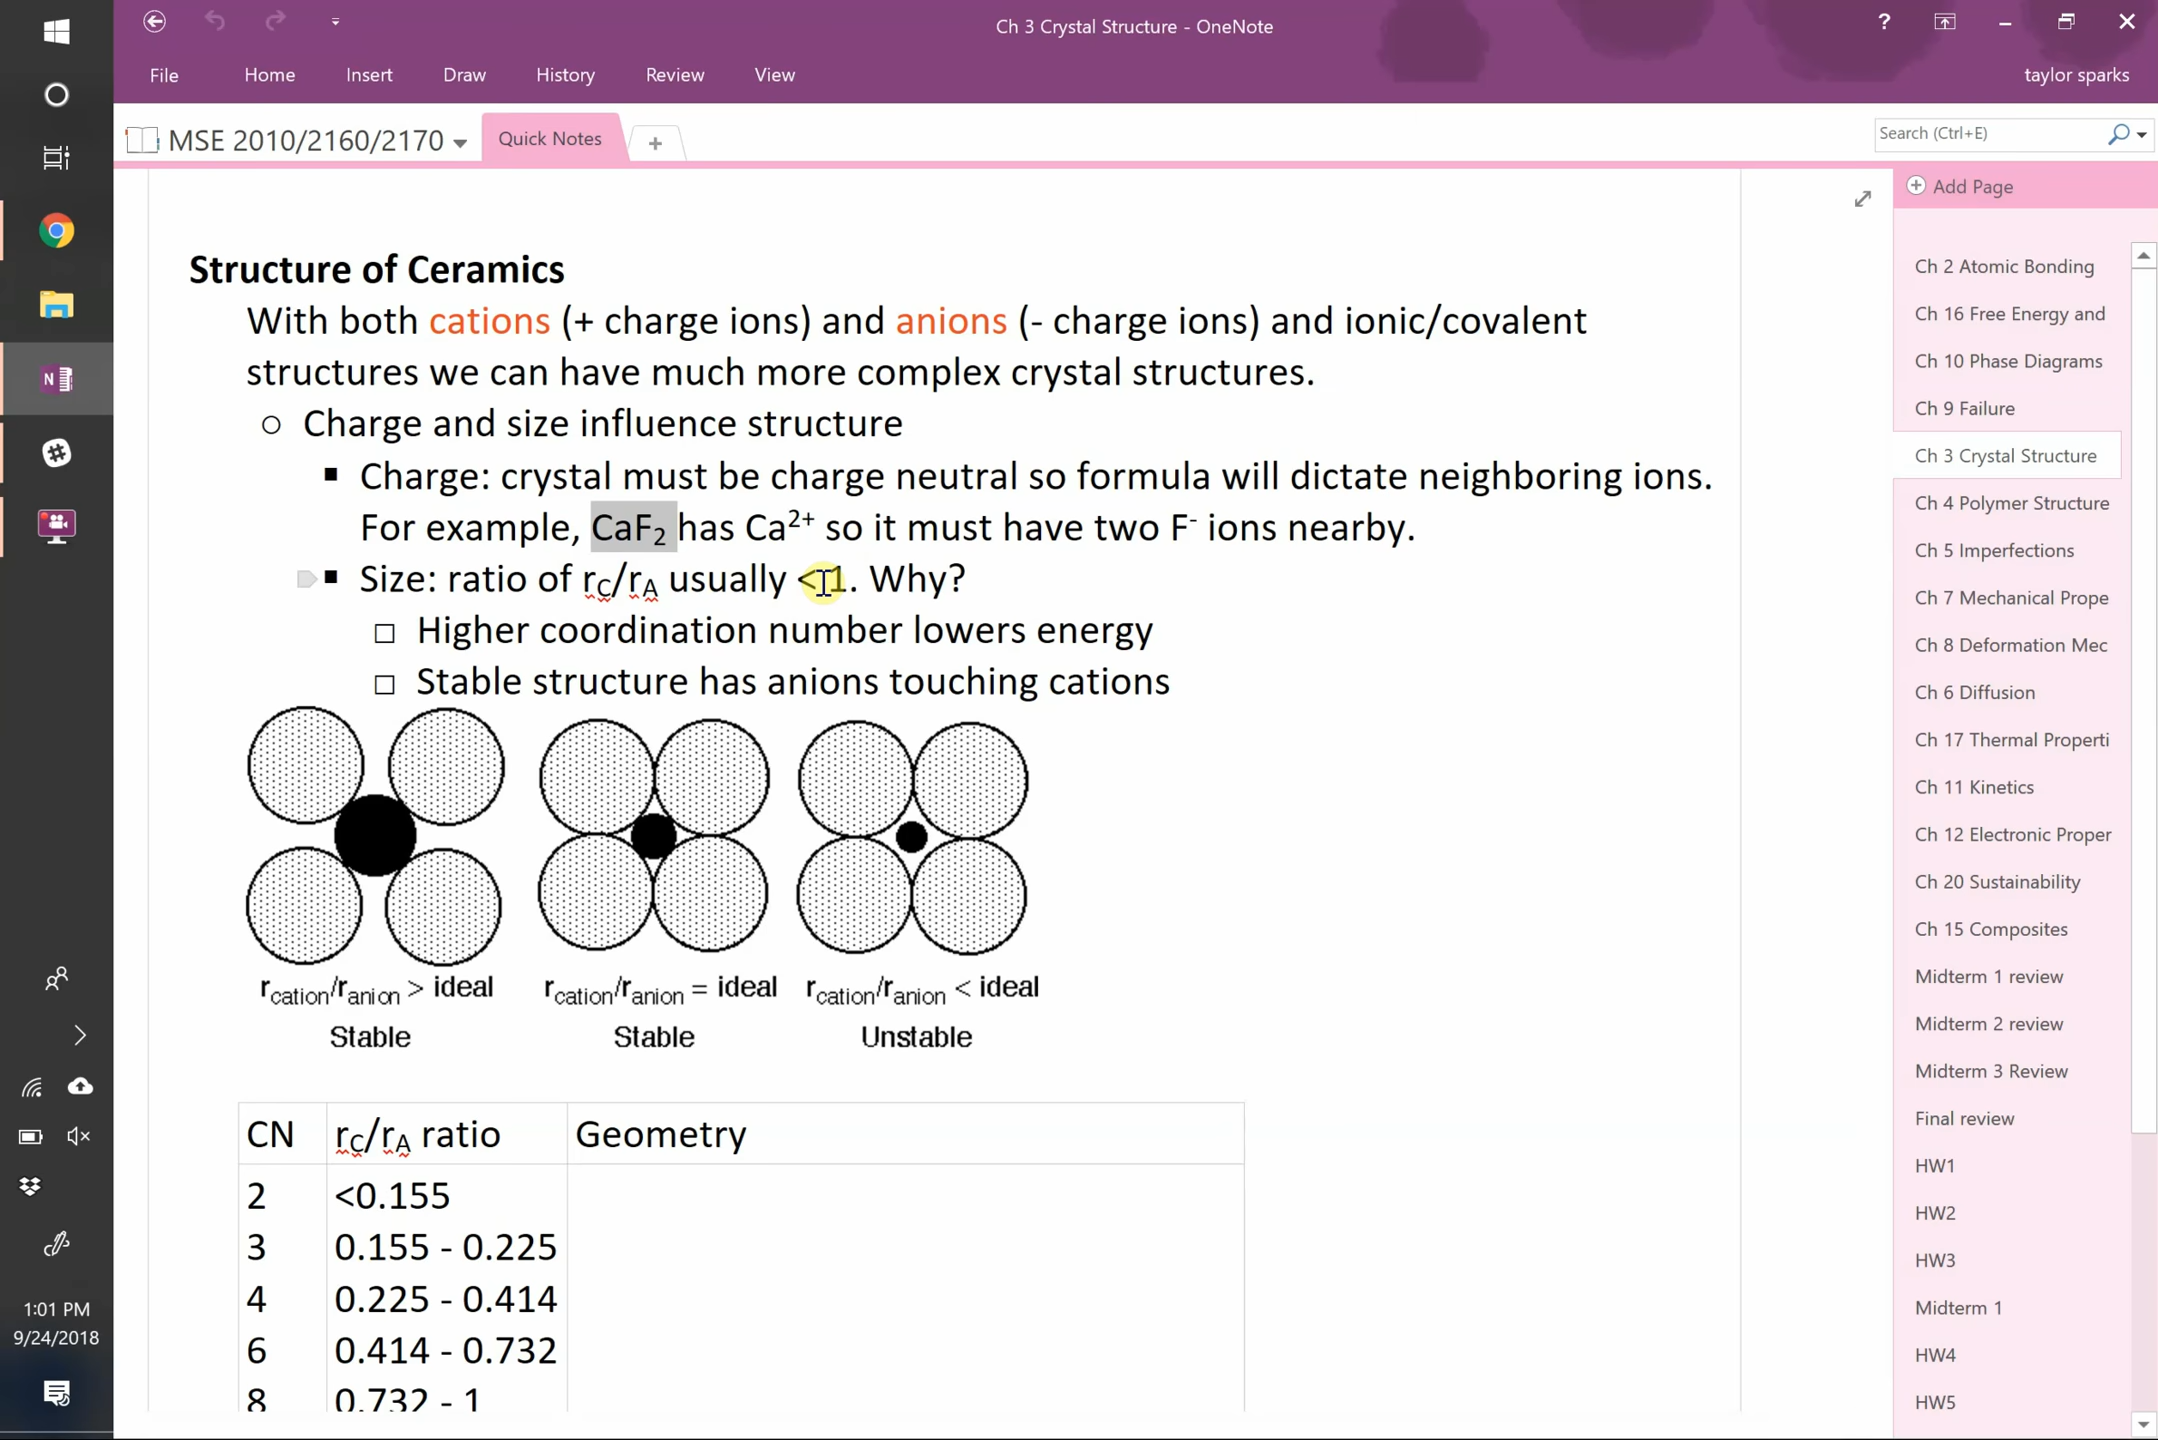 Ch 3 Crystal Structure - OneNote
?
File Home Insert Draw History Review View
taylor sparks
MSE 2010/2160/2170
Quick Notes
+
Search (Ctrl+E)
Structure of Ceramics
With both cations (+ charge ions) and anions (- charge ions) and ionic/covalent
structures we can have much more complex crystal structures.
Charge and size influence structure
Charge: crystal must be charge neutral so formula will dictate neighboring ions.
For example, CaF₂ has Ca²⁺ so it must have two F⁻ ions nearby.
Size: ratio of r_C/r_A usually <1. Why?
Higher coordination number lowers energy
Stable structure has anions touching cations
r_cation/r_anion > ideal
Stable
r_cation/r_anion = ideal
Stable
r_cation/r_anion < ideal
Unstable
CN r_C/r_A ratio Geometry
2 <0.155
3 0.155 - 0.225
4 0.225 - 0.414
6 0.414 - 0.732
8 0.732 - 1
Add Page
Ch 2 Atomic Bonding
Ch 16 Free Energy and
Ch 10 Phase Diagrams
Ch 9 Failure
Ch 3 Crystal Structure
Ch 4 Polymer Structure
Ch 5 Imperfections
Ch 7 Mechanical Prope
Ch 8 Deformation Mec
Ch 6 Diffusion
Ch 17 Thermal Properti
Ch 11 Kinetics
Ch 12 Electronic Proper
Ch 20 Sustainability
Ch 15 Composites
Midterm 1 review
Midterm 2 review
Midterm 3 Review
Final review
HW1
HW2
HW3
Midterm 1
HW4
HW5
N
1:01 PM
9/24/2018